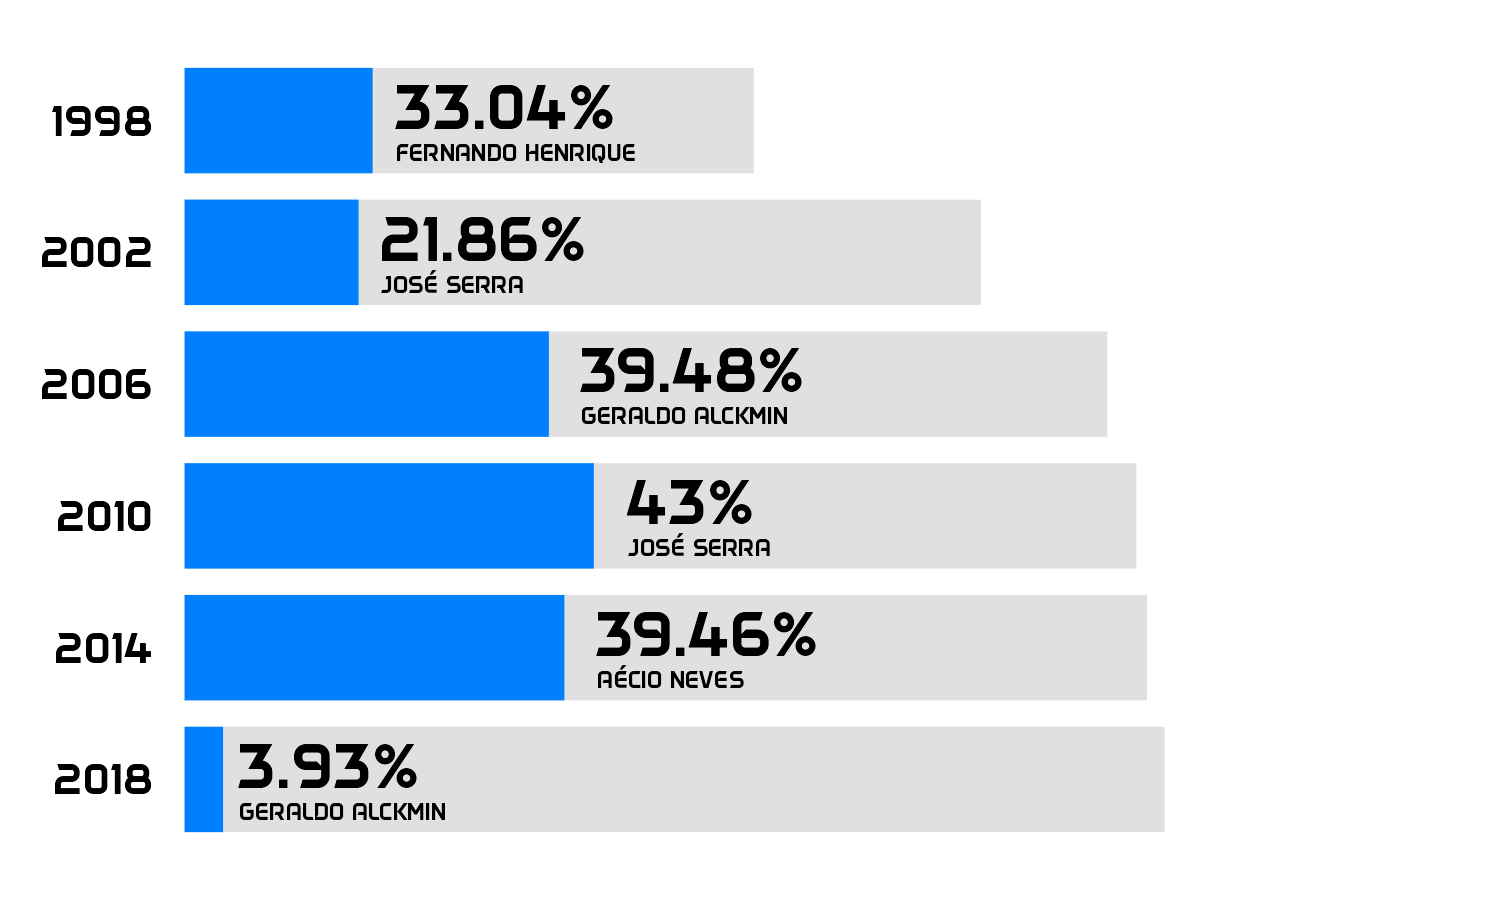 1998
33.04%
FERNANDO HENRIQUE
2002
21.86%
JOSÉ SERRA
2006
39.48%
GERALDO ALCKMIN
2010
43%
JOSÉ SERRA
2014
39.46%
AÉCIO NEVES
2018
3.93%
GERALDO ALCKMIN